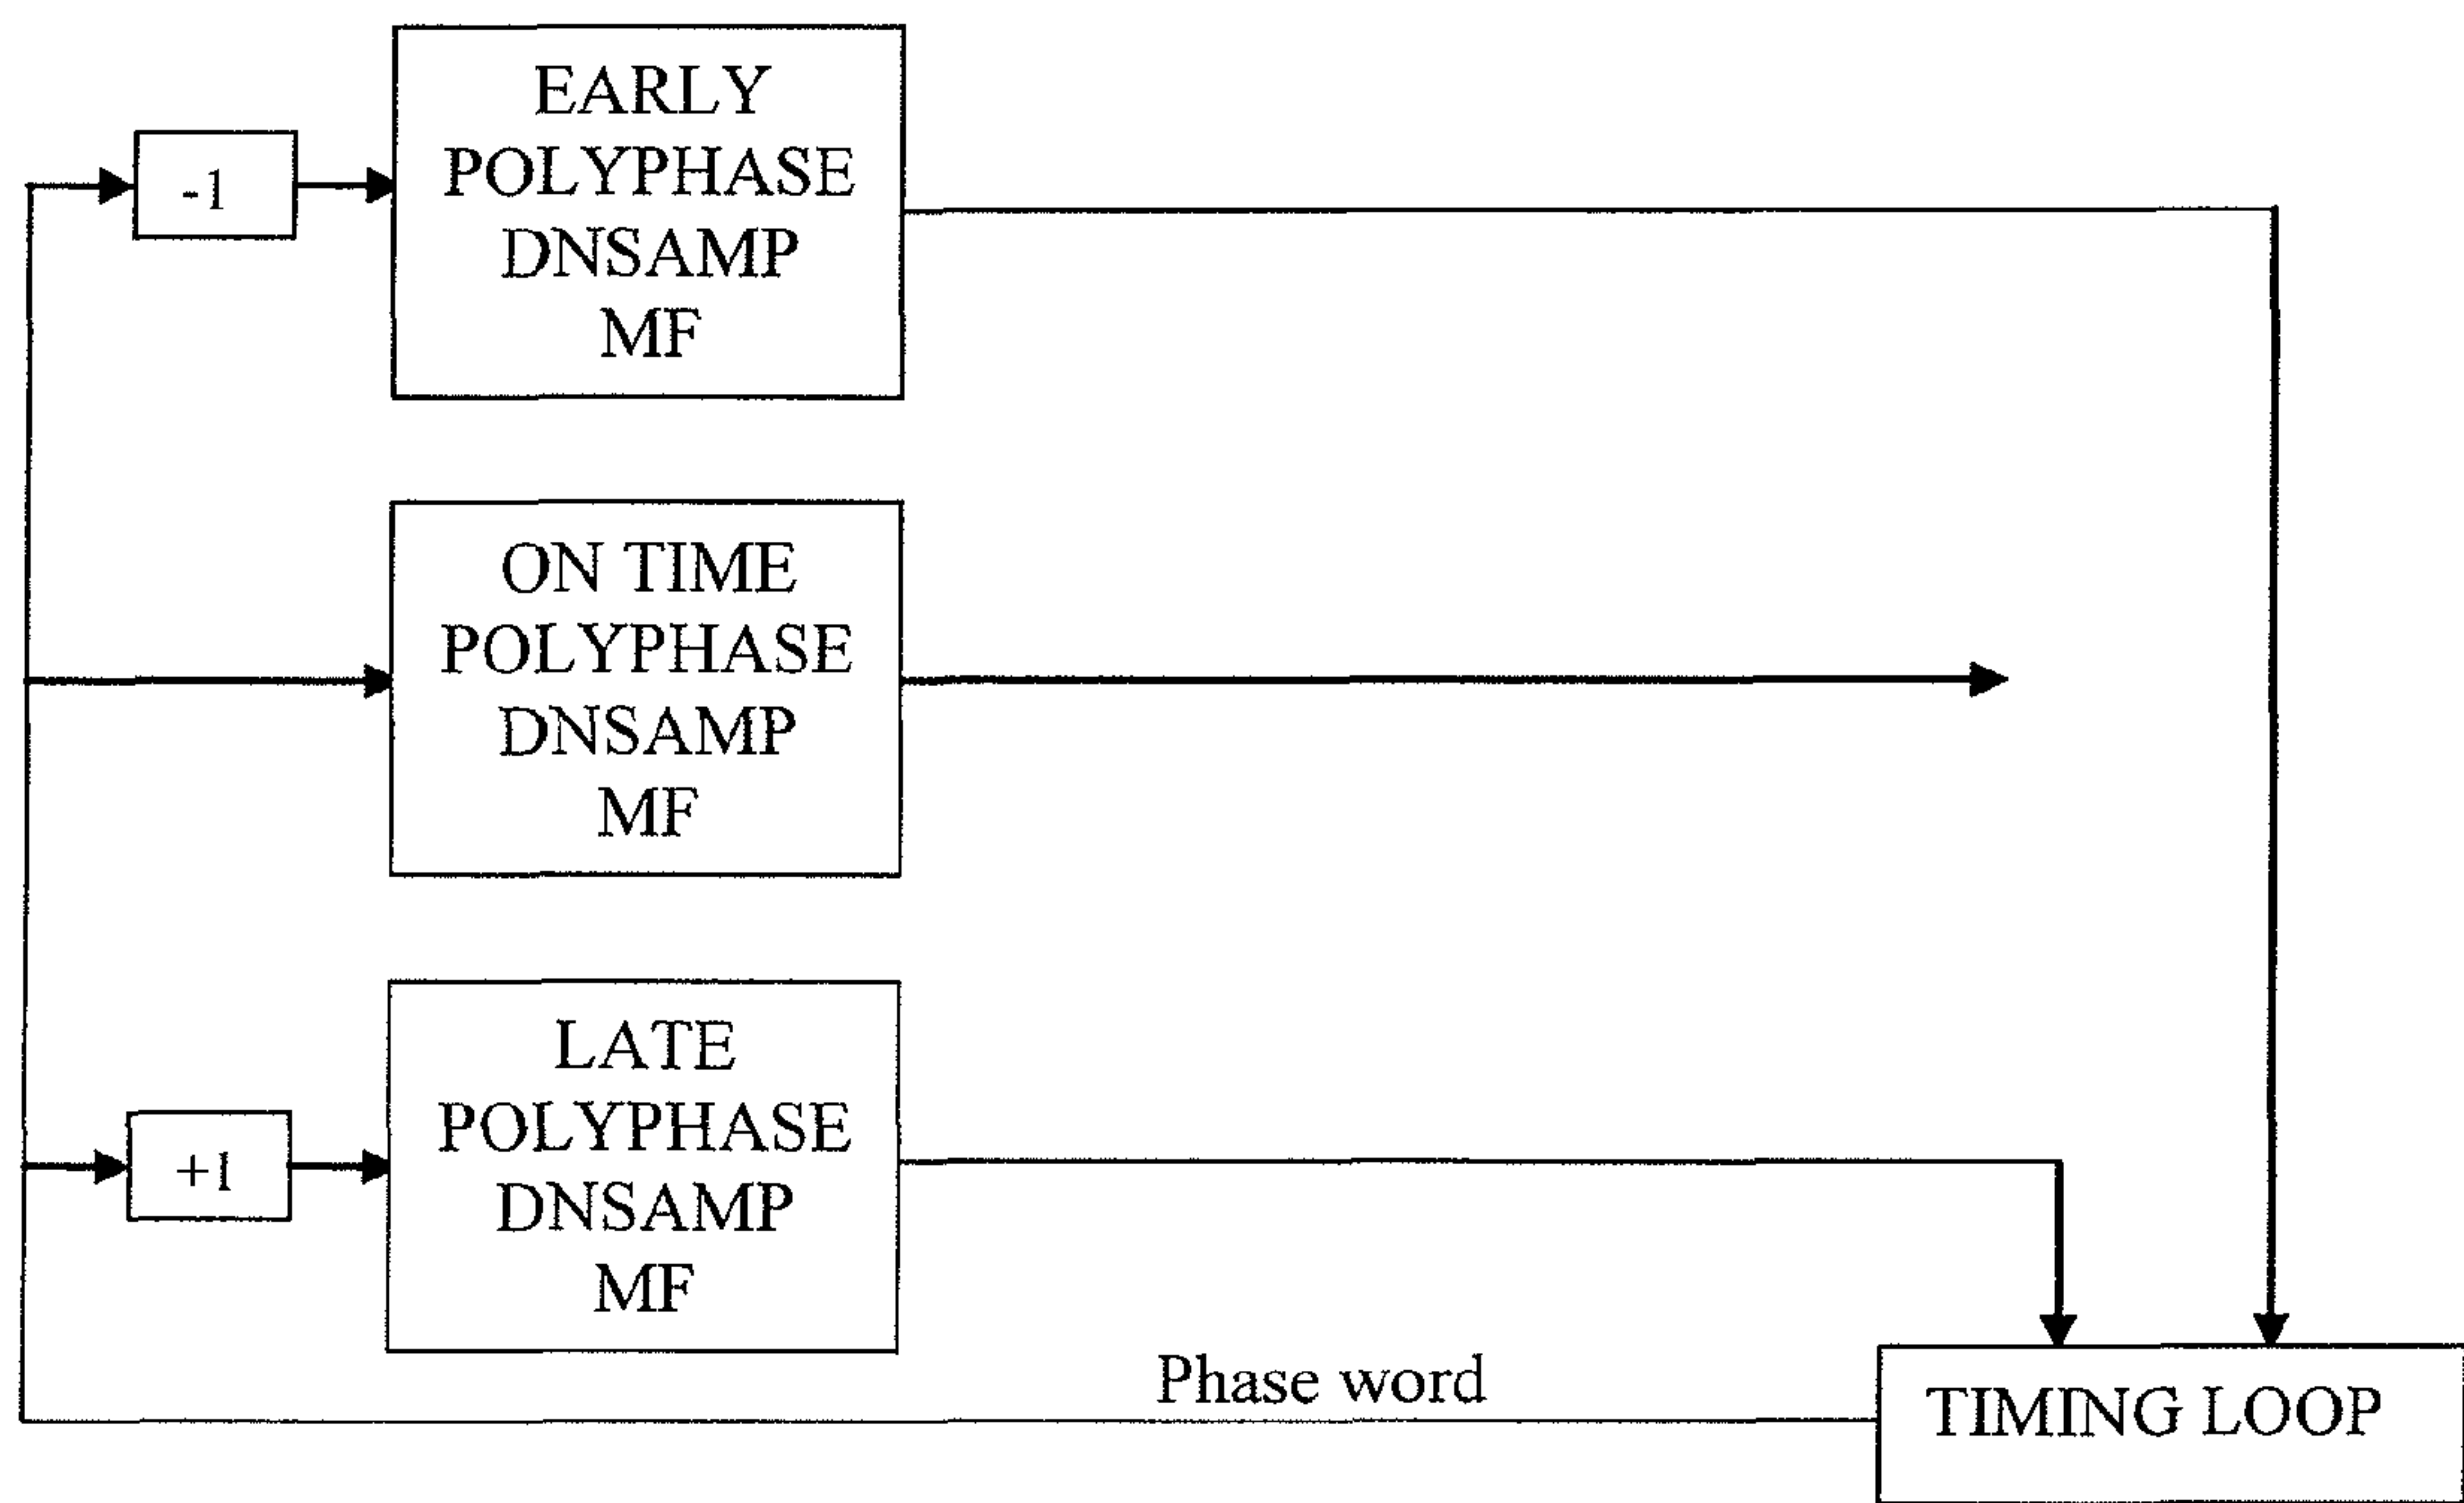 EARLY
POLYPHASE
DNSAMP
MF
-1
ON TIME
POLYPHASE
DNSAMP
MF
LATE
POLYPHASE
DNSAMP
MF
+1
Phase word
TIMING LOOP